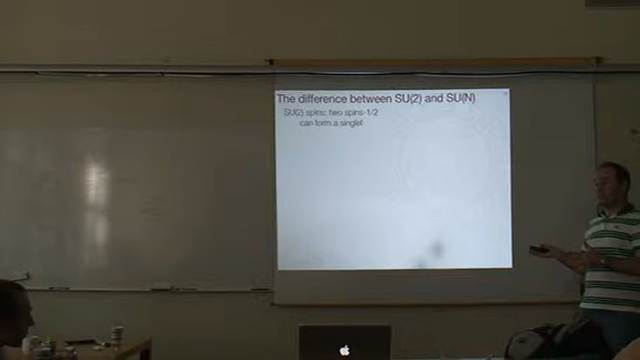 The difference between SU(2) and SU(N)
SU(2) spins: two spins-1/2
can form a singlet